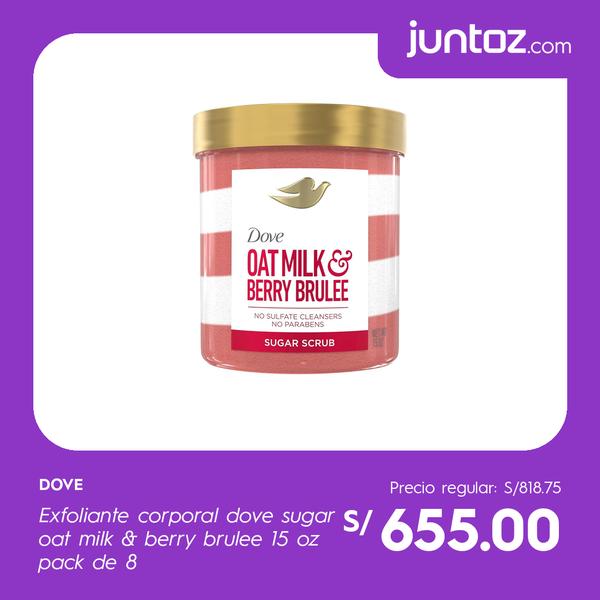 juntoz.com
Dove
OAT MILK &
BERRY BRULEE
NO SULFATE CLEANSERS
NO PARABENS
SUGAR SCRUB
DOVE
Exfoliante corporal dove sugar
oat milk & berry brulee 15 oz
pack de 8
Precio regular: S/818.75
S/ 655.00